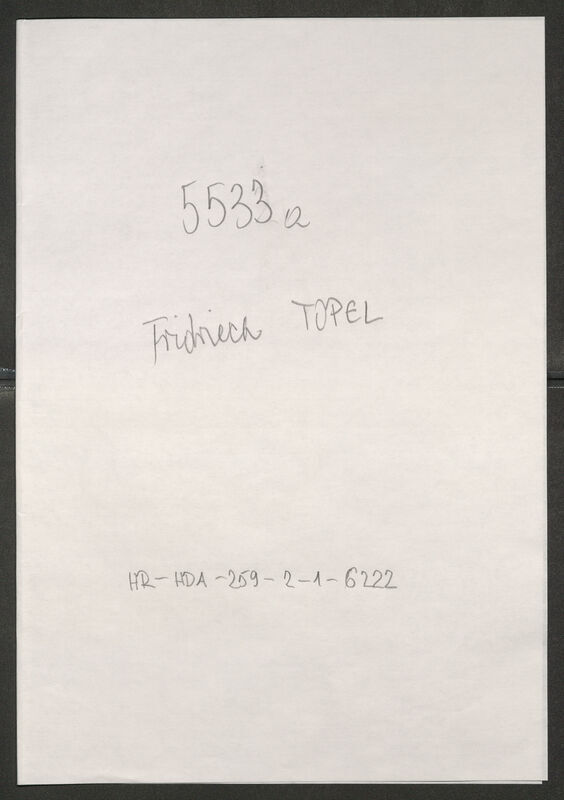 5533a
Fridriech TOPEL
HR-HDA-259-2-1-6222